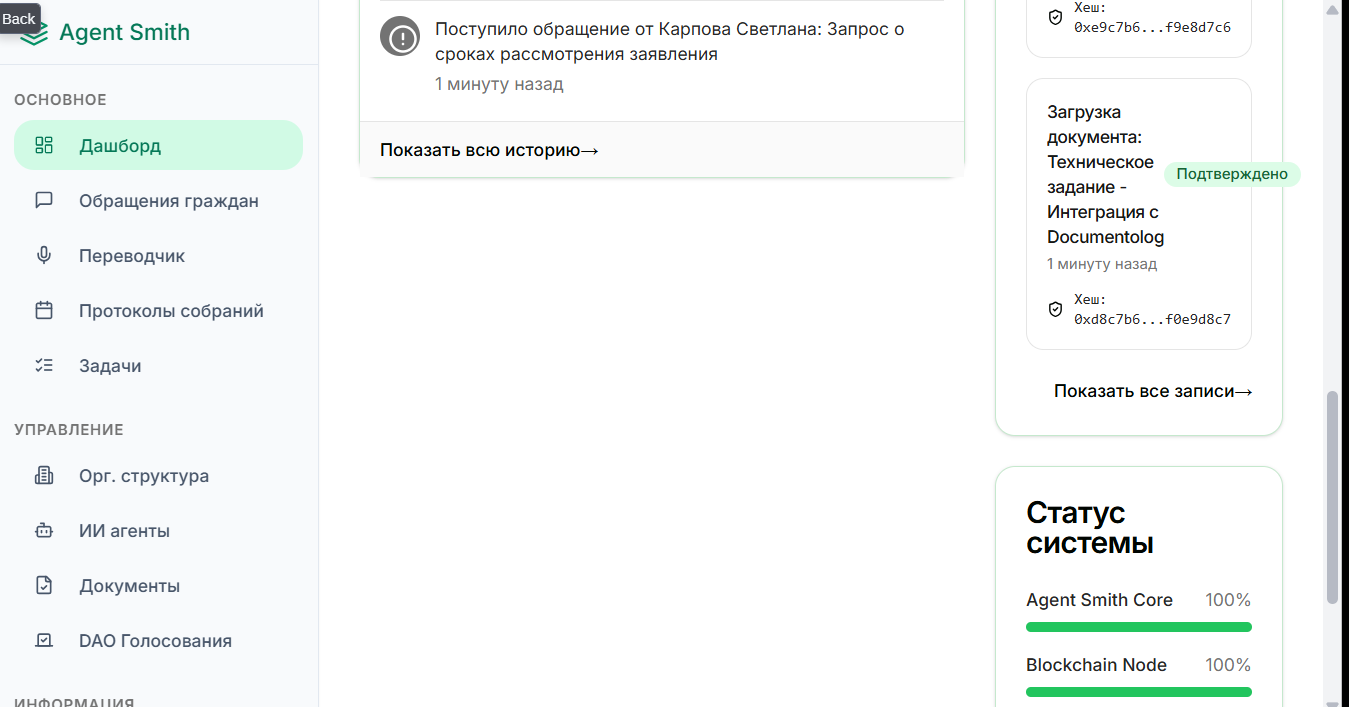 Back
Agent Smith
ОСНОВНОЕ
Дашборд
Обращения граждан
Переводчик
Протоколы собраний
Задачи
УПРАВЛЕНИЕ
Орг. структура
ИИ агенты
Документы
DAO Голосования
ИНФОРМАЦИЯ
Поступило обращение от Карпова Светлана: Запрос о
сроках рассмотрения заявления
1 минуту назад
Показать всю историю→
Хеш:
0xe9c7b6...f9e8d7c6
Загрузка
документа:
Техническое
задание -
Интеграция с
Documentolog
Подтверждено
1 минуту назад
Хеш:
0xd8c7b6...f0e9d8c7
Показать все записи→
Статус
системы
Agent Smith Core 100%
Blockchain Node 100%